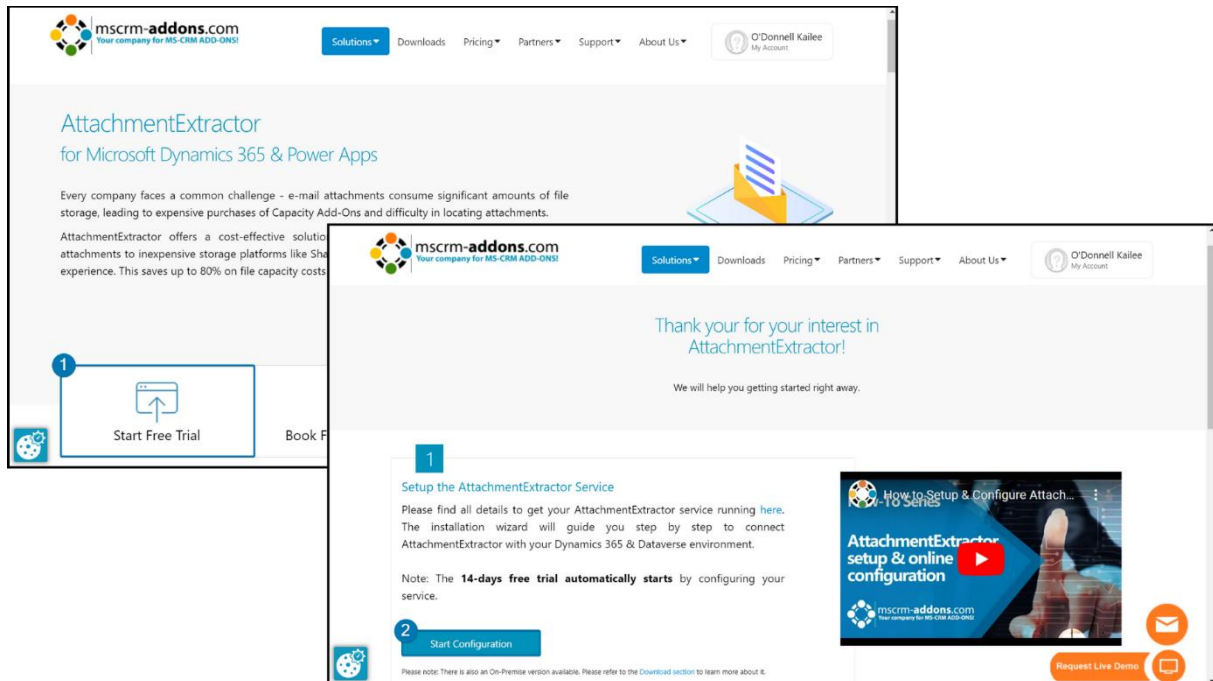 mscrm-addons.com
Your company for MS-CRM ADD-ONS!
Solutions Downloads Pricing Partners Support About Us
O'Donnell Kailee
My Account
AttachmentExtractor
for Microsoft Dynamics 365 & Power Apps
Every company faces a common challenge - e-mail attachments consume significant amounts of file
storage, leading to expensive purchases of Capacity Add-Ons and difficulty in locating attachments.
AttachmentExtractor offers a cost-effective
attachments to inexpensive storage platforms like
experience. This saves up to 80% on file capacity costs
1
Start Free Trial
Book
mscrm-addons.com
Your company for MS-CRM ADD-ONS!
Solutions Downloads Pricing Partners Support About Us
O'Donnell Kailee
My Account
Thank your for your interest in
AttachmentExtractor!
We will help you getting started right away.
1
Setup the AttachmentExtractor Service
Please find all details to get your AttachmentExtractor service running here.
The installation wizard will guide you step by step to connect
AttachmentExtractor with your Dynamics 365 & Dataverse environment.
Note: The 14-days free trial automatically starts by configuring your
service.
2
Start Configuration
Please note: There is also an On-Premise version available. Please refer to the Download section to learn more about it.
How to Setup & Configure Attach...
Series
AttachmentExtractor
setup & online
configuration
mscrm-addons.com
Your company for MS-CRM ADD-ONS!
Request Live Demo